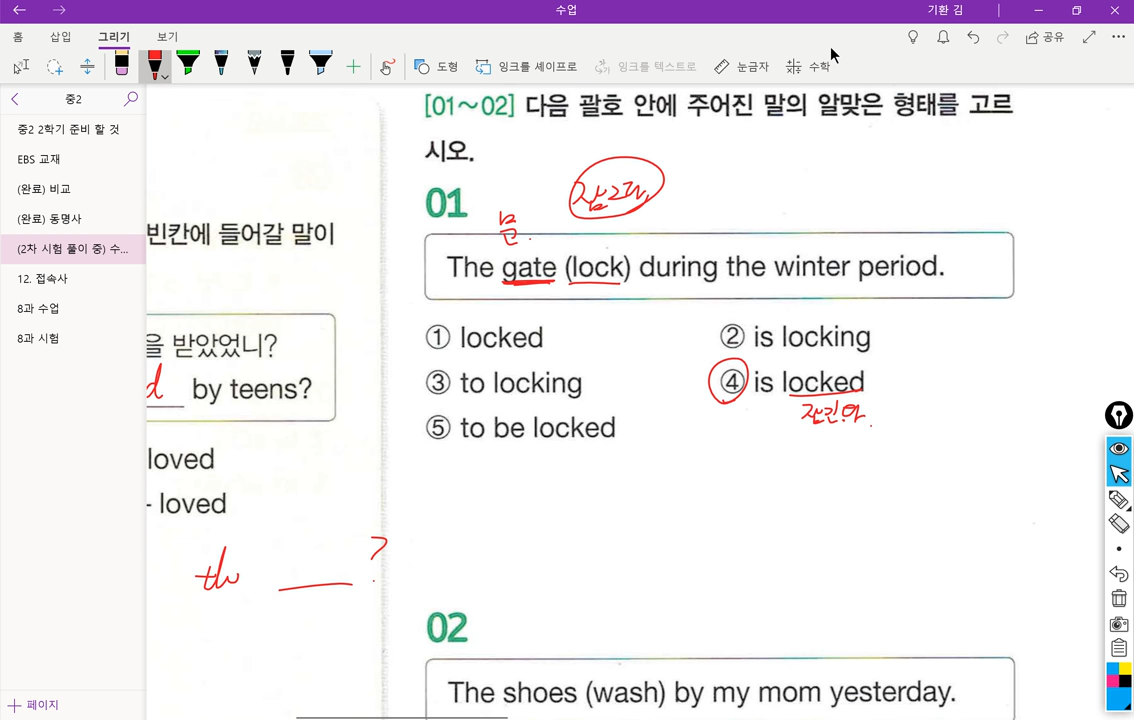 수업
기환 김
홈 삽입 그리기 보기
공유
도형 잉크를 셰이프로 잉크를 텍스트로 눈금자 수학
중2
중2 2학기 준비 할 것
EBS 교재
(완료) 비교
(완료) 동명사
(2차 시험 풀이 중) 수...
12. 접속사
8과 수업
8과 시험
페이지
빈칸에 들어갈 말이
을 받았었니?
d by teens?
loved
- loved
the ?
[01~02] 다음 괄호 안에 주어진 말의 알맞은 형태를 고르
시오.
01
문.
The gate (lock) during the winter period.
① locked ② is locking
③ to locking ④ is locked
잠긴다.
⑤ to be locked
02
The shoes (wash) by my mom yesterday.